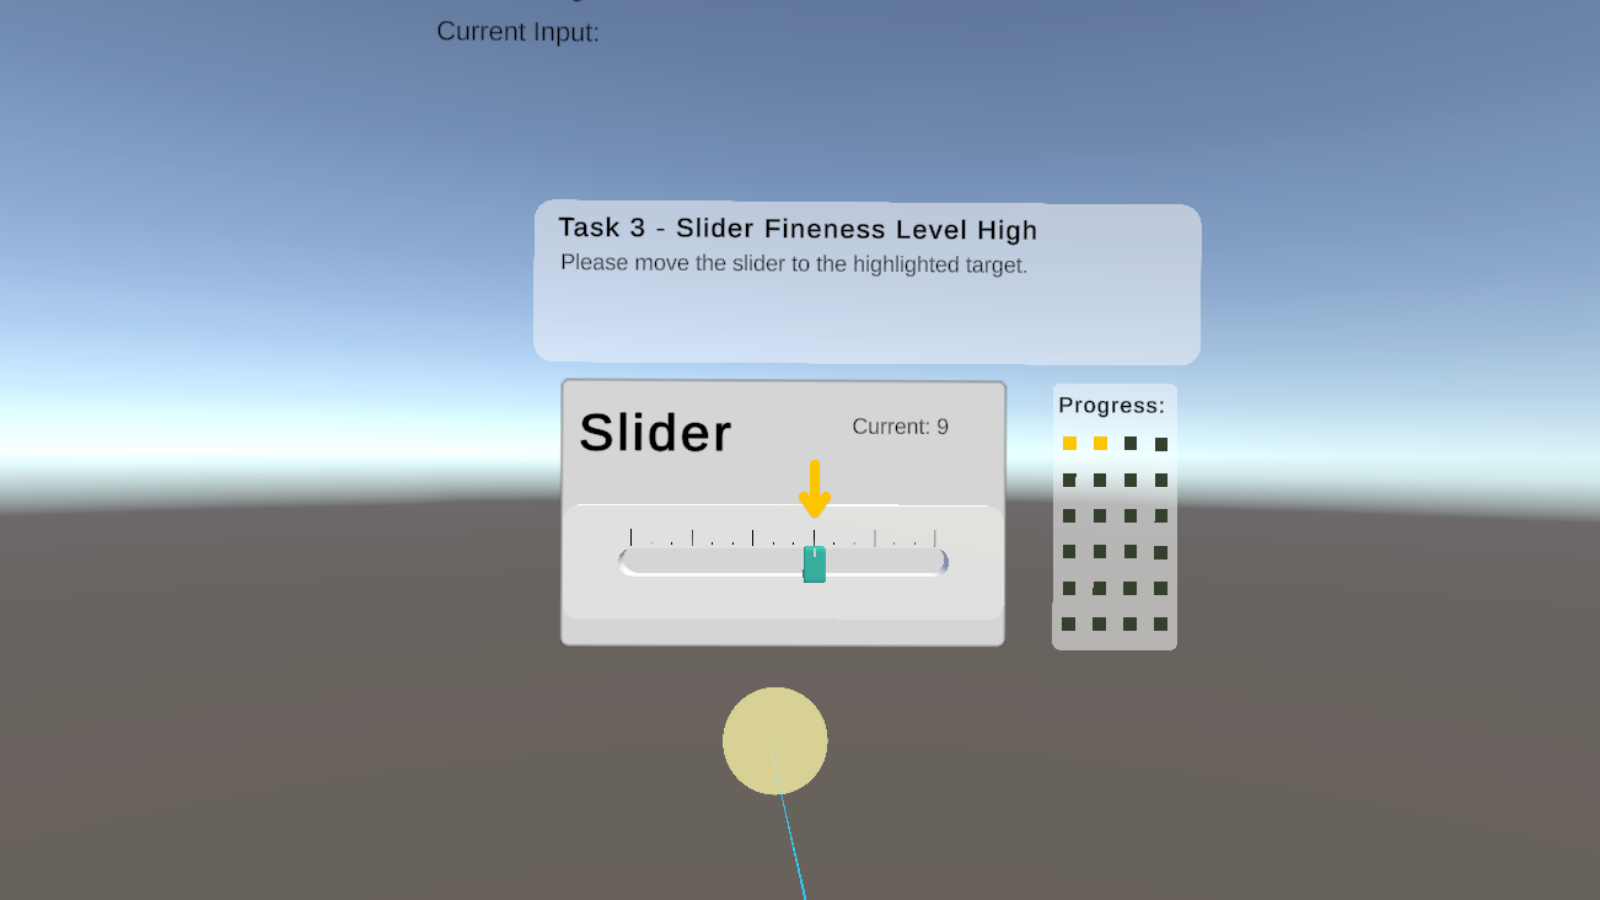 Current Input:
Task 3 - Slider Fineness Level High
Please move the slider to the highlighted target.
Slider
Current: 9
Progress: